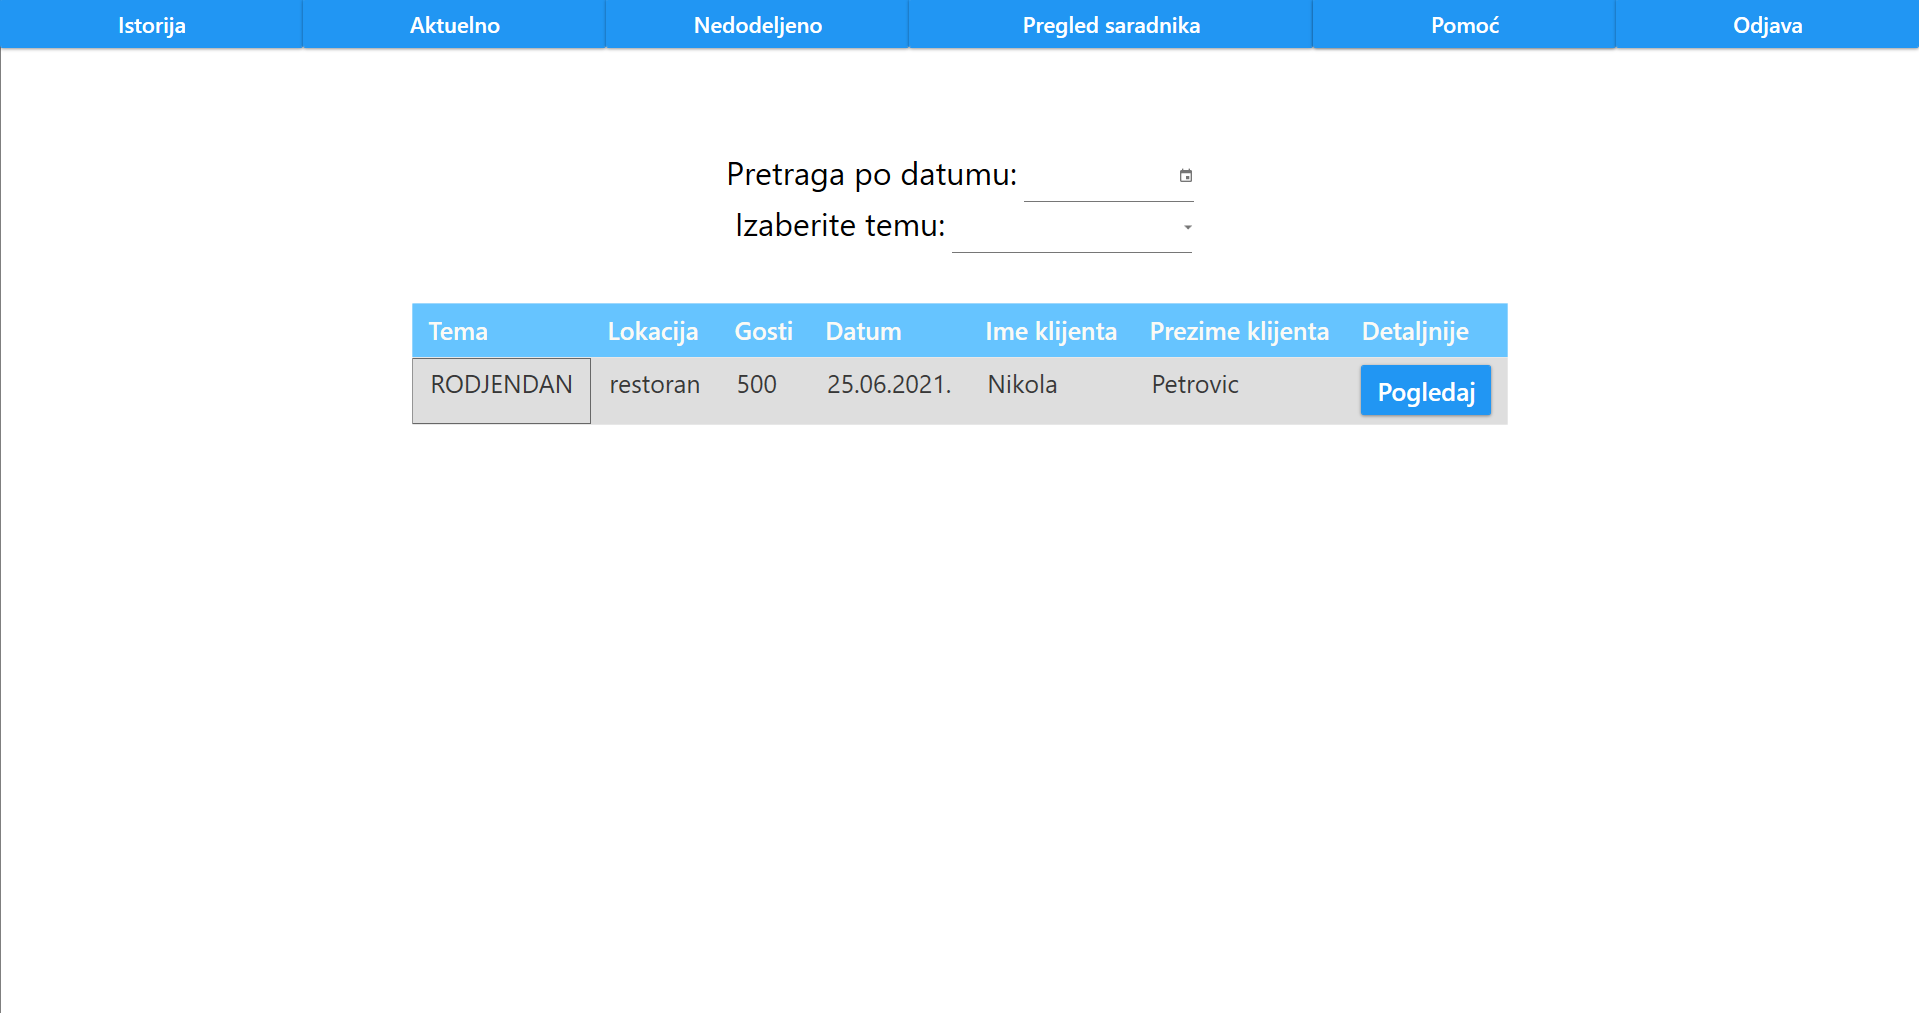 Istorija Aktuelno Nedodeljeno Pregled saradnika Pomoć Odjava
Pretraga po datumu:
Izaberite temu:
Tema Lokacija Gosti Datum Ime klijenta Prezime klijenta Detaljnije
RODJENDAN restoran 500 25.06.2021. Nikola Petrovic Pogledaj